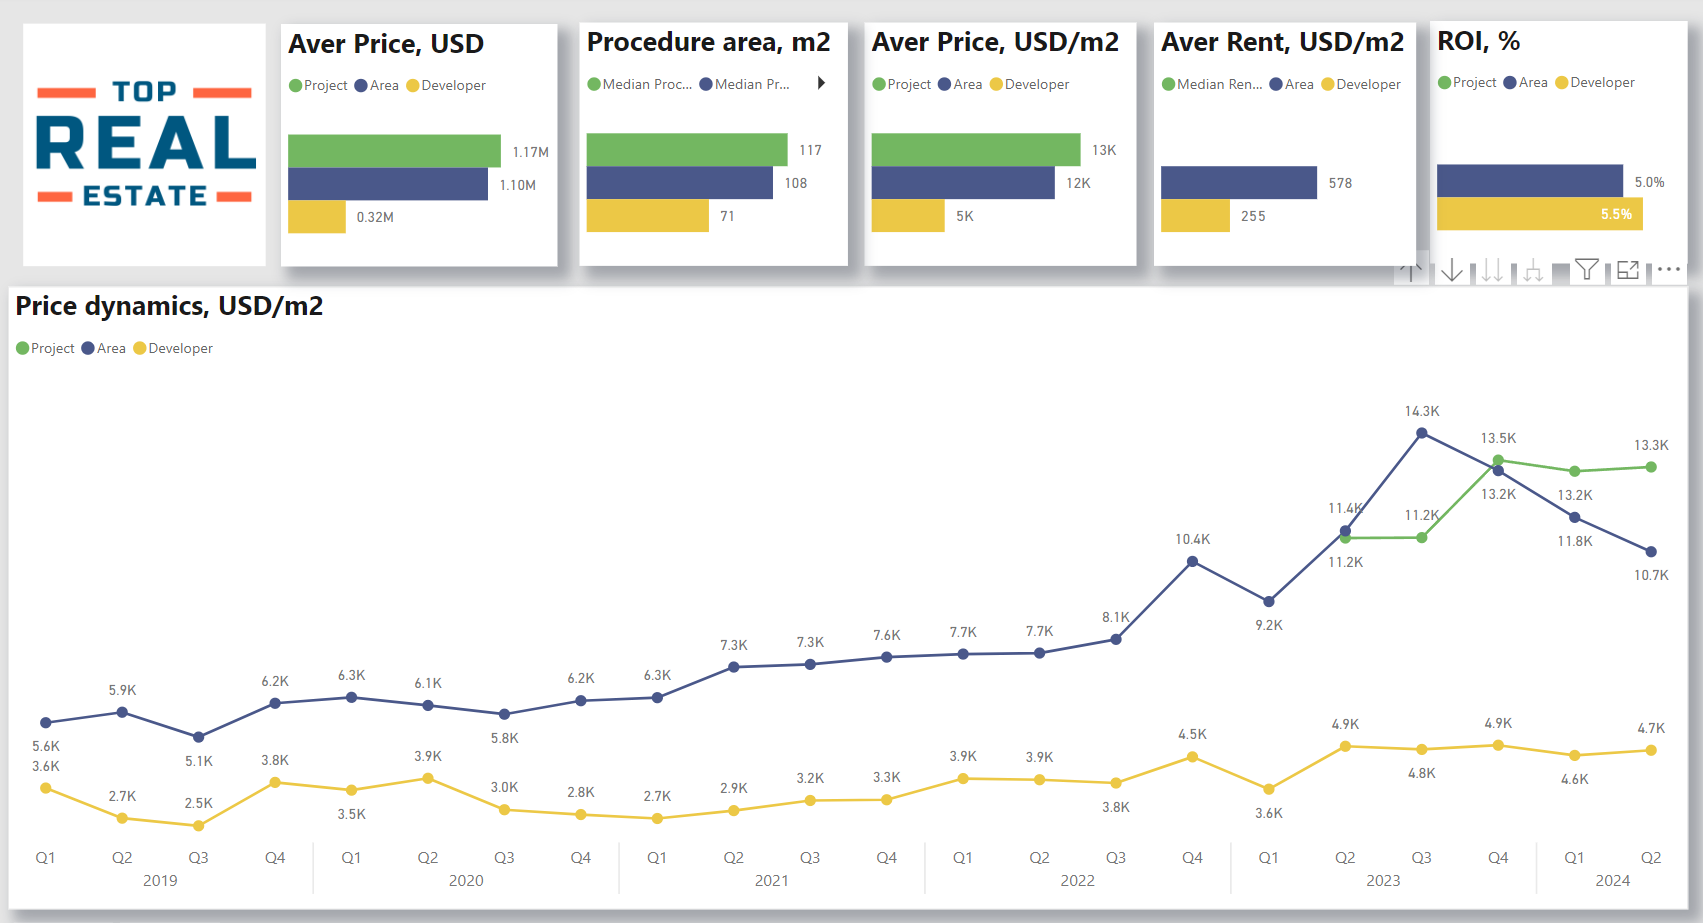 TOP
REAL
ESTATE
Aver Price, USD
Project Area Developer
1.17M
1.10M
0.32M
Procedure area, m2
Median Proc... Median Pr...
117
108
71
Aver Price, USD/m2
Project Area Developer
13K
12K
5K
Aver Rent, USD/m2
Median Ren... Area Developer
578
255
ROI, %
Project Area Developer
5.0%
5.5%
Price dynamics, USD/m2
Project Area Developer
14.3K
13.5K
13.3K
11.4K
11.2K
13.2K
13.2K
10.4K
11.2K
11.8K
10.7K
9.2K
8.1K
7.3K
7.3K
7.6K
7.7K
7.7K
5.9K
6.2K
6.3K
6.1K
6.2K
6.3K
5.6K
5.1K
5.8K
3.6K
2.7K
2.5K
3.8K
3.5K
3.9K
3.0K
2.8K
2.7K
2.9K
3.2K
3.3K
3.9K
3.9K
3.8K
4.5K
3.6K
4.9K
4.8K
4.9K
4.6K
4.7K
Q1 Q2 Q3 Q4 Q1 Q2 Q3 Q4 Q1 Q2 Q3 Q4 Q1 Q2 Q3 Q4 Q1 Q2 Q3 Q4 Q1 Q2
2019 2020 2021 2022 2023 2024